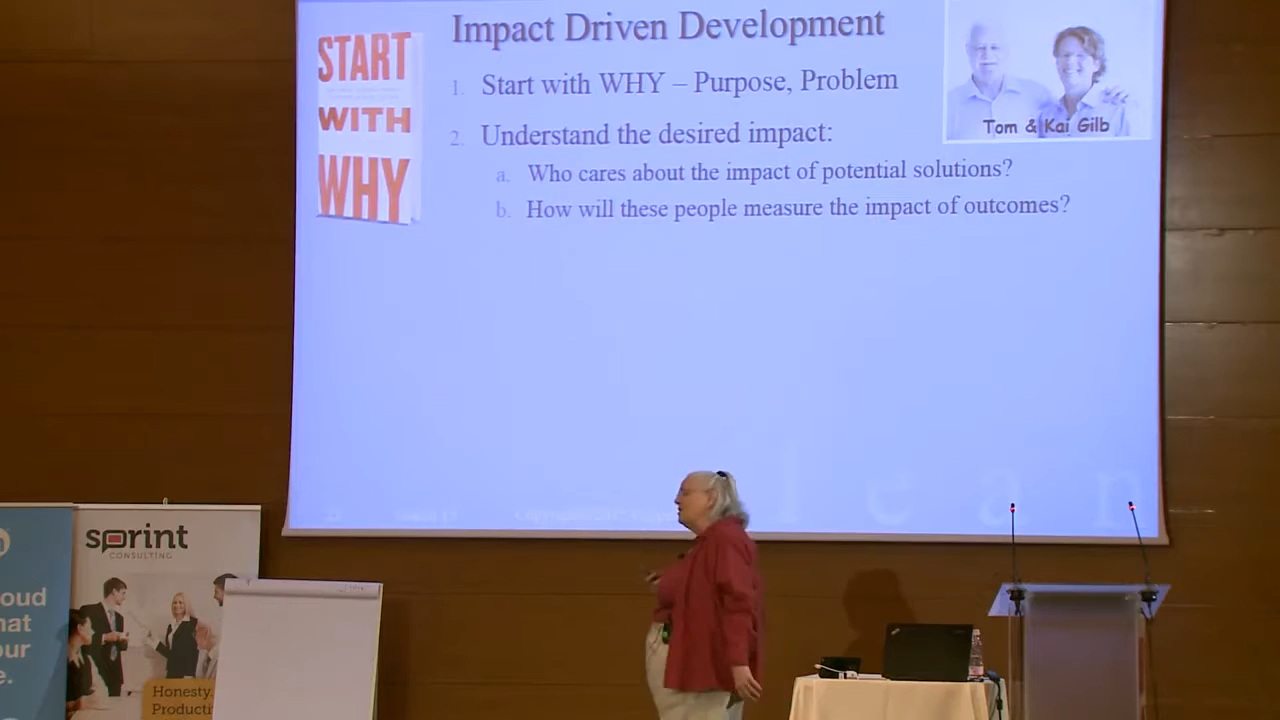 Impact Driven Development
START
WITH
WHY
1. Start with WHY – Purpose, Problem
2. Understand the desired impact:
a. Who cares about the impact of potential solutions?
b. How will these people measure the impact of outcomes?
Tom & Kai Gilb
l e a n
sprint
CONSULTING
oud
hat
our
e.
Honesty.
Producti